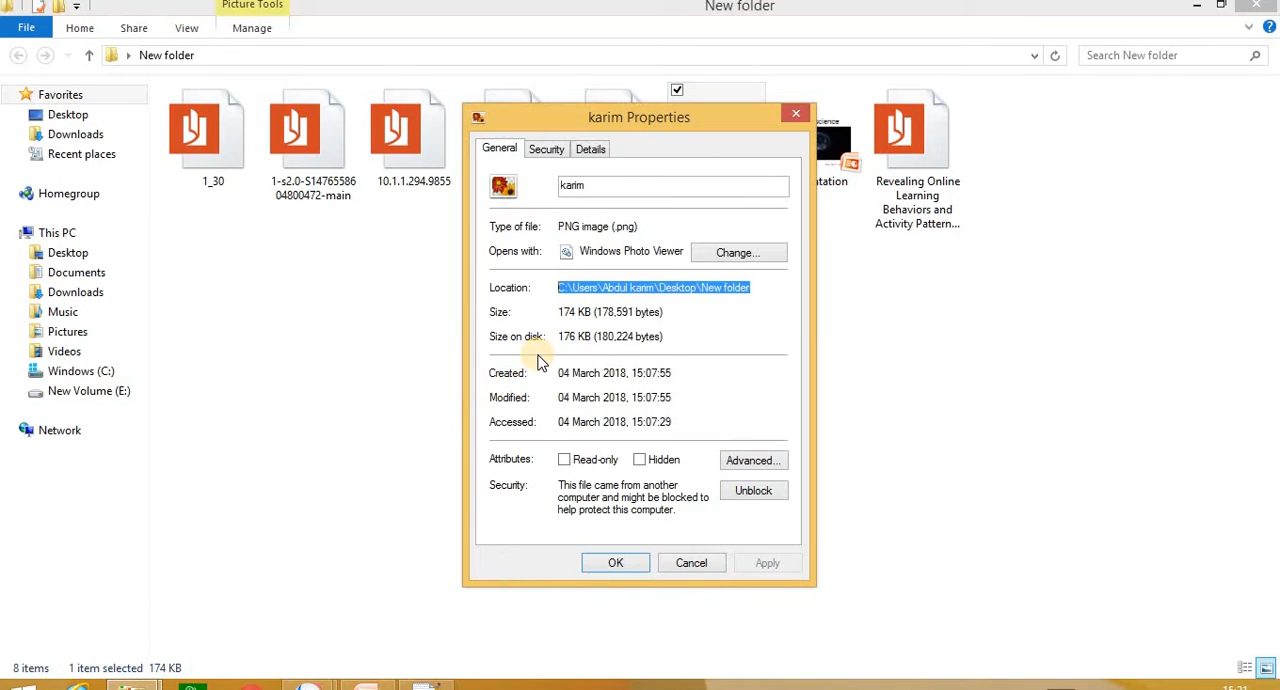 Picture Tools
New folder
File
Home
Share
View
Manage
New folder
Search New folder
Favorites
Desktop
Downloads
Recent places
Homegroup
This PC
Desktop
Documents
Downloads
Music
Pictures
Videos
Windows (C:)
New Volume (E:)
Network
1_30
1-s2.0-S14765586
04800472-main
10.1.1.294.9855
science
Revealing Online
Learning
Behaviors and
Activity Pattern...
karim Properties
General
Security
Details
karim
Type of file: PNG image (.png)
Opens with: Windows Photo Viewer
Change...
Location: C:\Users\Abdul karim\Desktop\New folder
Size: 174 KB (178,591 bytes)
Size on disk: 176 KB (180,224 bytes)
Created: 04 March 2018, 15:07:55
Modified: 04 March 2018, 15:07:55
Accessed: 04 March 2018, 15:07:29
Attributes: Read-only Hidden Advanced...
Security: This file came from another
computer and might be blocked to
help protect this computer.
Unblock
OK
Cancel
Apply
8 items 1 item selected 174 KB